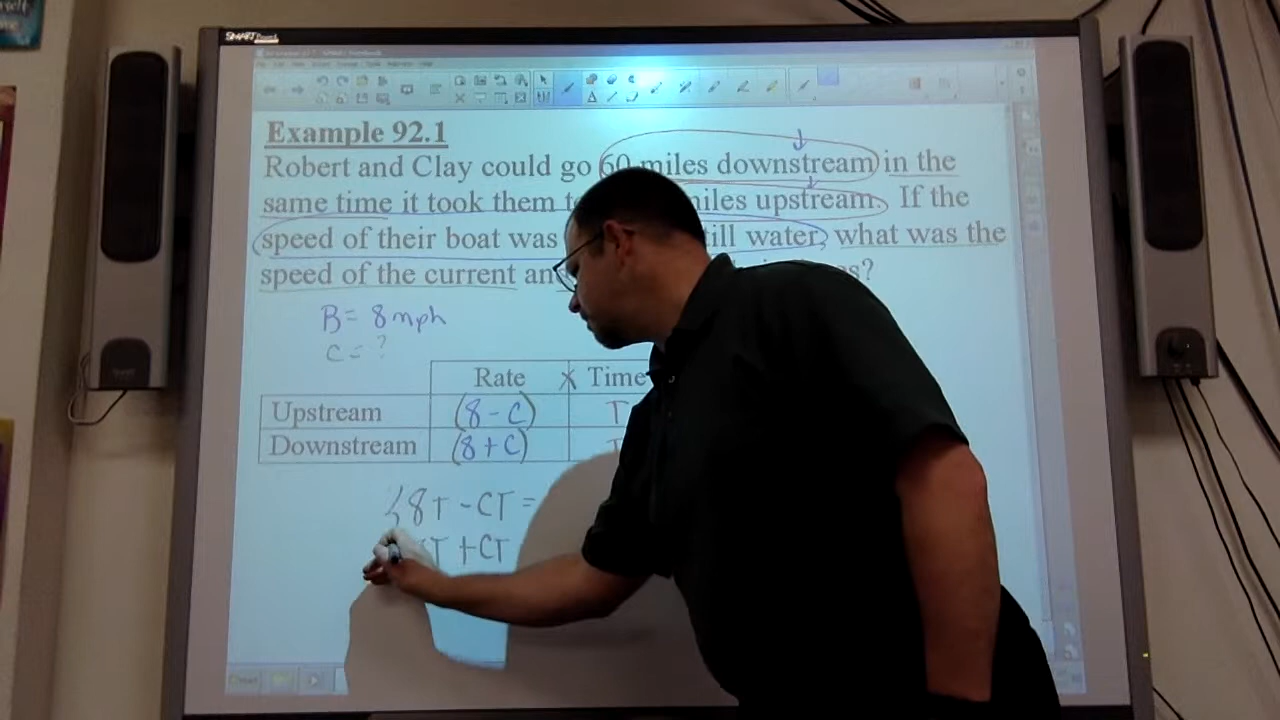 SMART Board
Example 92.1
Robert and Clay could go 60 miles downstream in the
same time it took them miles upstream. If the
speed of their boat was still water, what was the
speed of the current
B = 8 mph
C = ?
Rate X Time
Upstream (8 - C) T
Downstream (8 + C) T
8T - CT =
T + CT